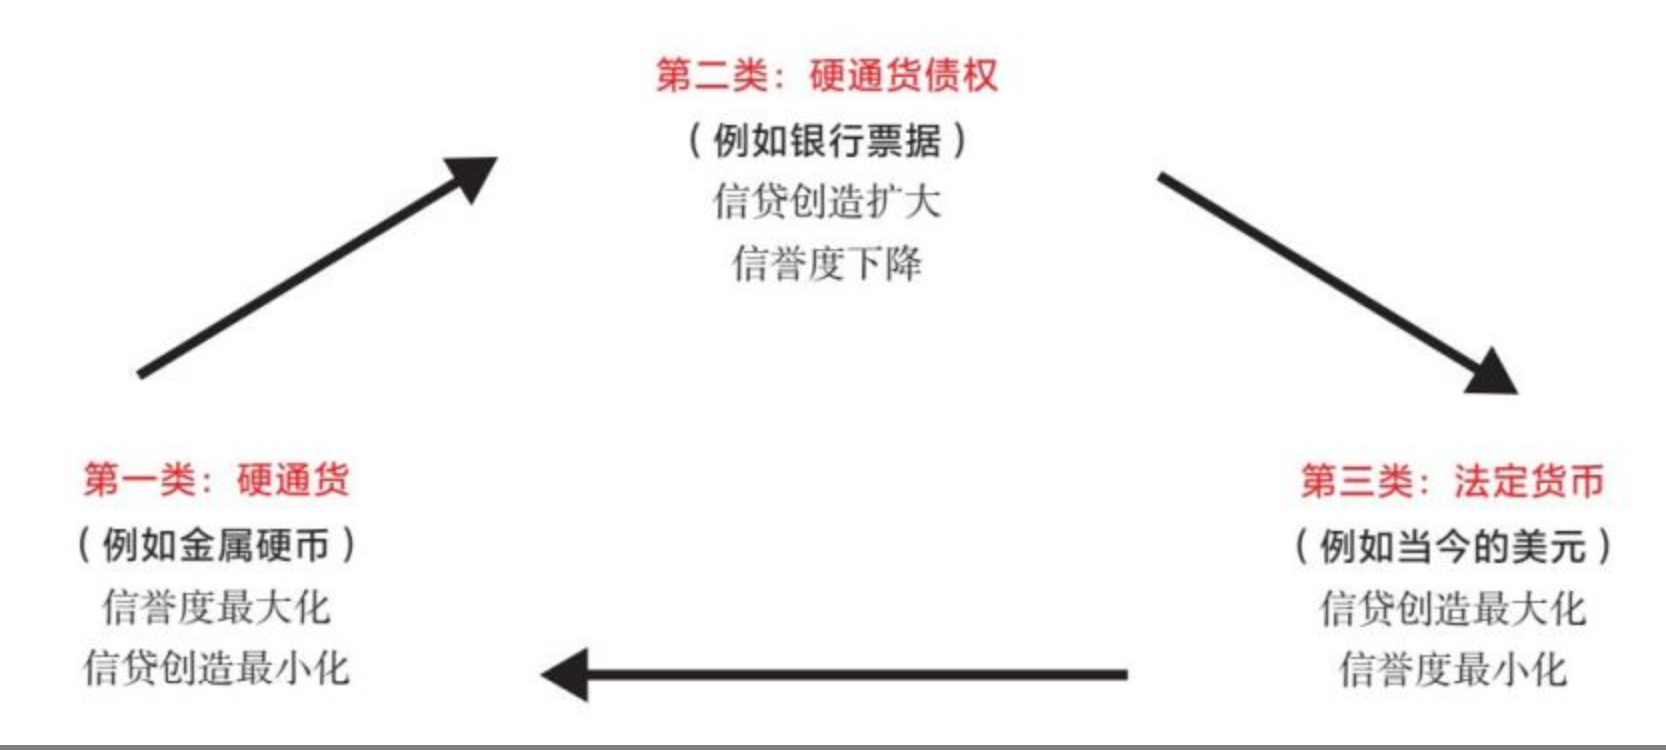 第二类：硬通货债权
（例如银行票据）
信贷创造扩大
信誉度下降
第一类：硬通货
（例如金属硬币）
信誉度最大化
信贷创造最小化
第三类：法定货币
（例如当今的美元）
信贷创造最大化
信誉度最小化